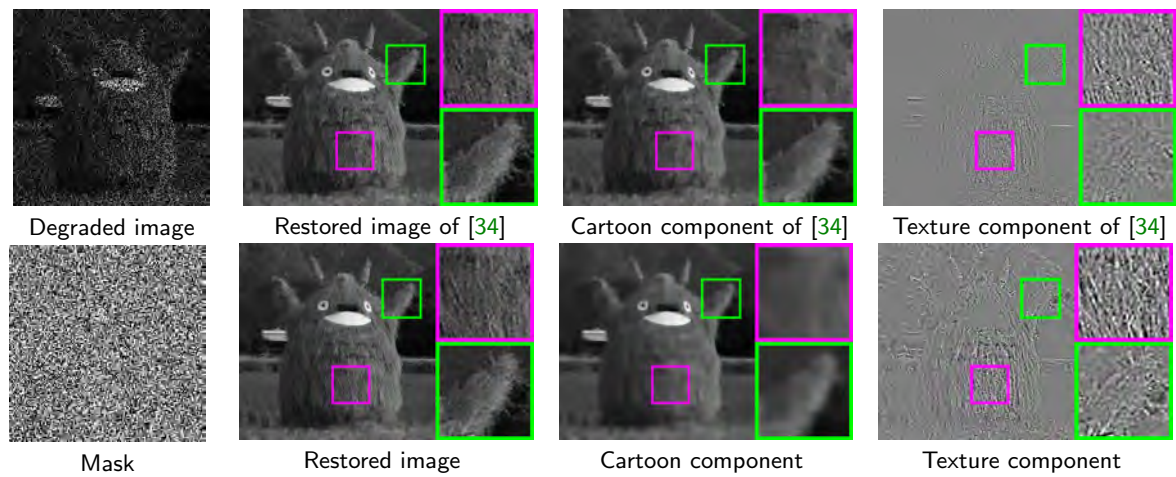 Degraded image
Restored image of [34]
Cartoon component of [34]
Texture component of [34]
Mask
Restored image
Cartoon component
Texture component